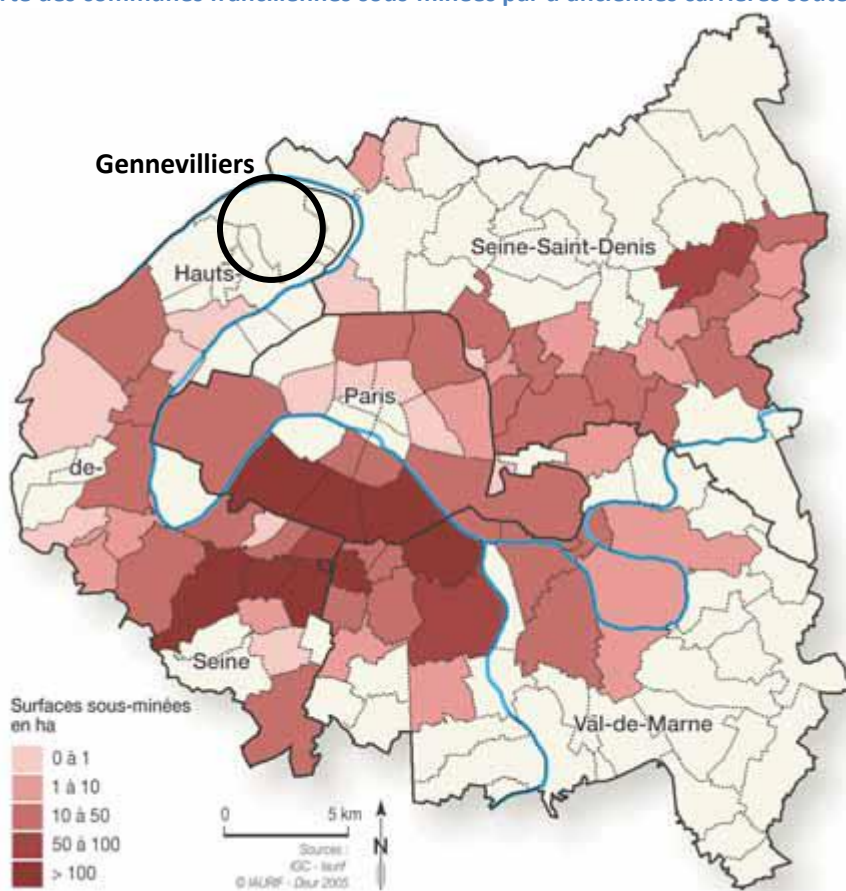 Gennevilliers
Seine-Saint-Denis
Hauts-
Paris
de-
Seine
Val-de-Marne
Surfaces sous-minées
en ha
0 à 1
1 à 10
10 à 50
50 à 100
> 100
0 5 km
N
Sources :
IGC - Iaurif
© IAURIF - Dsur 2005